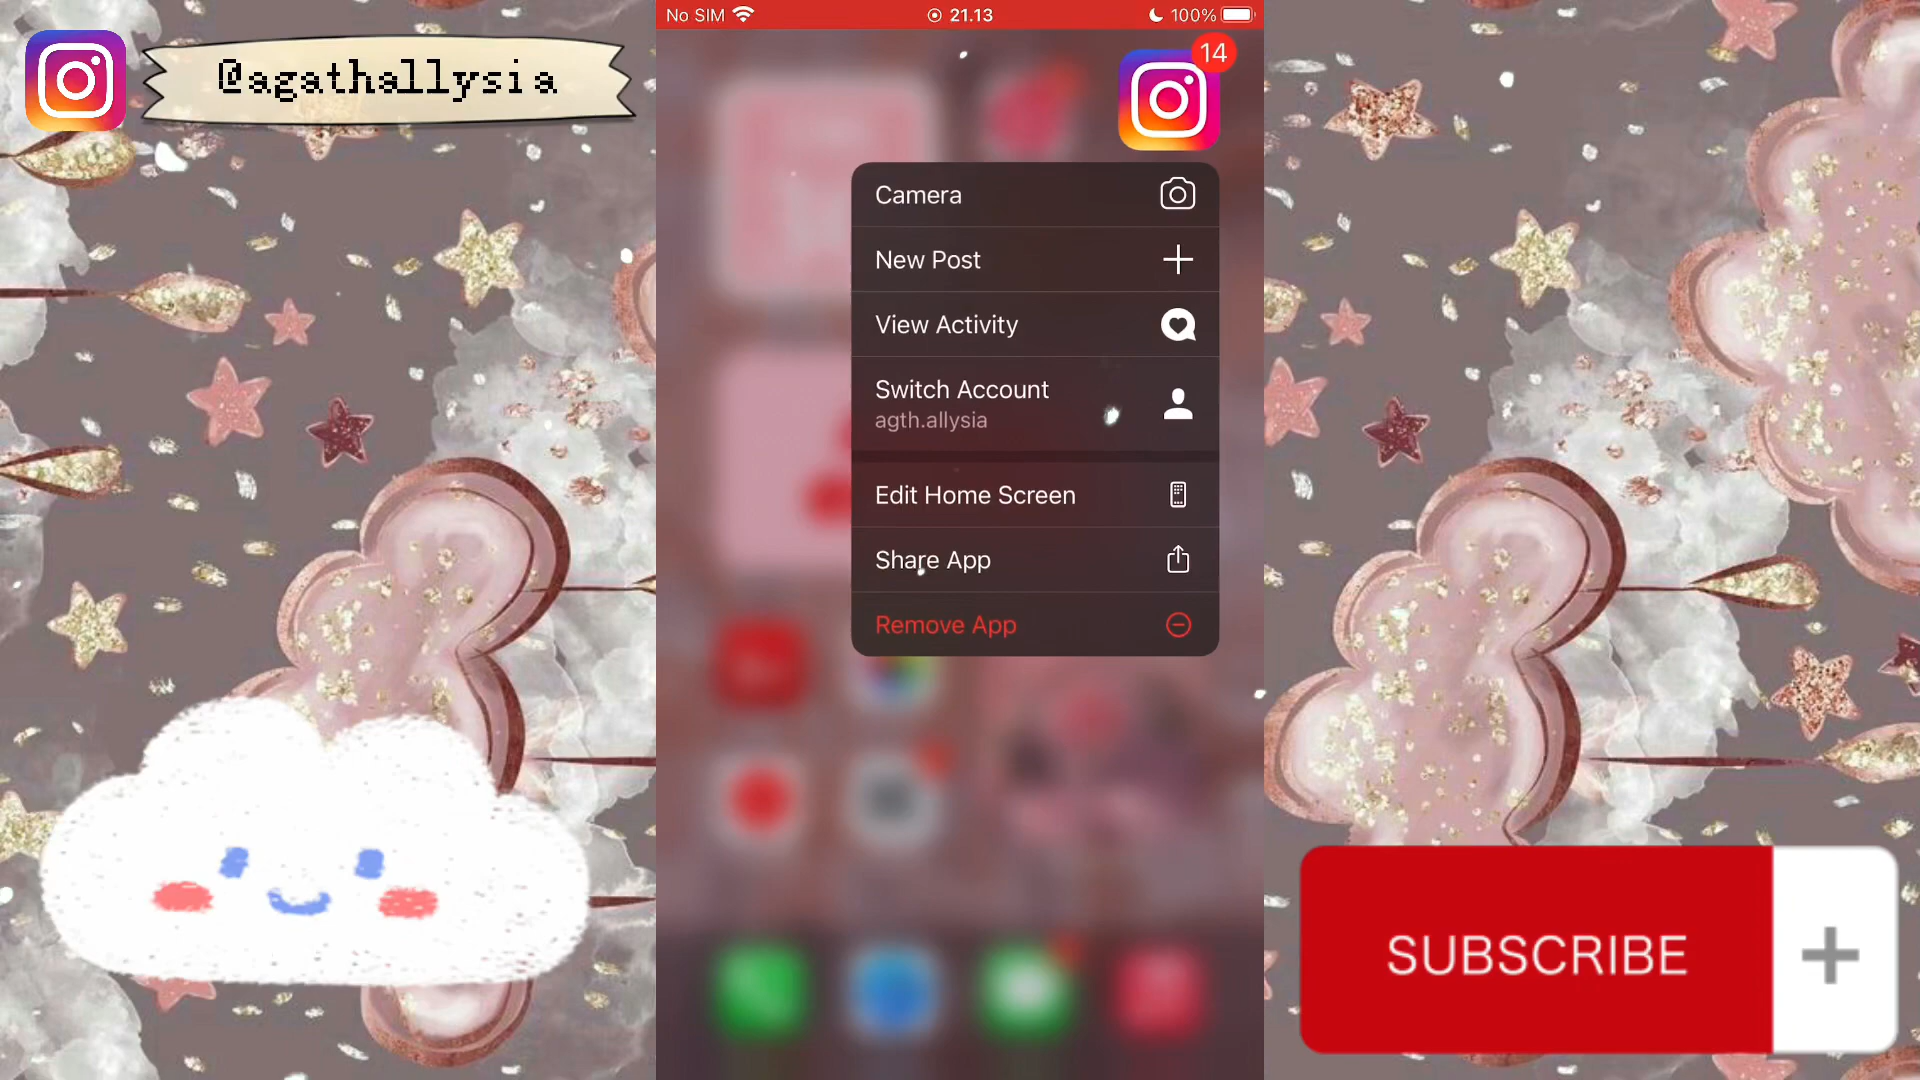 @agathallysia
No SIM
21.13
100%
14
Camera
New Post
View Activity
Switch Account
agth.allysia
Edit Home Screen
Share App
Remove App
SUBSCRIBE